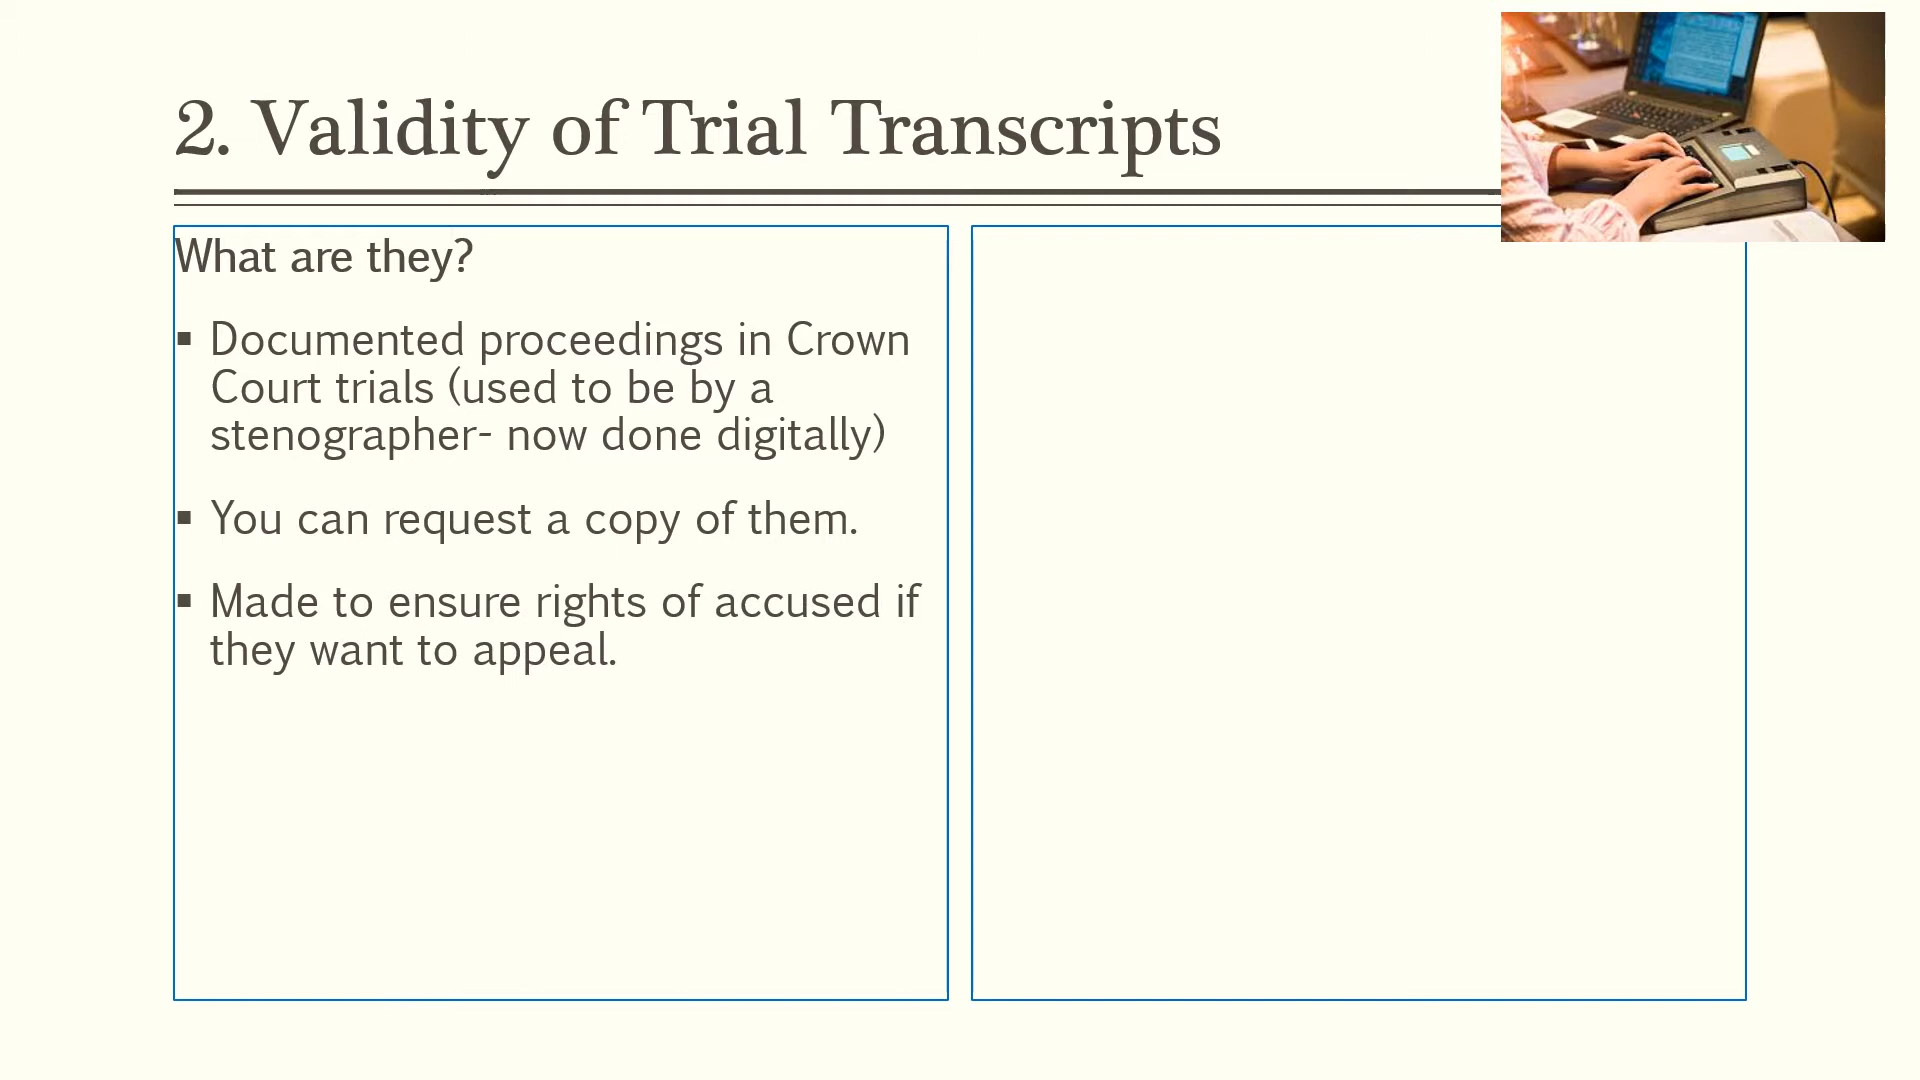 2. Validity of Trial Transcripts
What are they?
▪ Documented proceedings in Crown
Court trials (used to be by a
stenographer- now done digitally)
▪ You can request a copy of them.
▪ Made to ensure rights of accused if
they want to appeal.